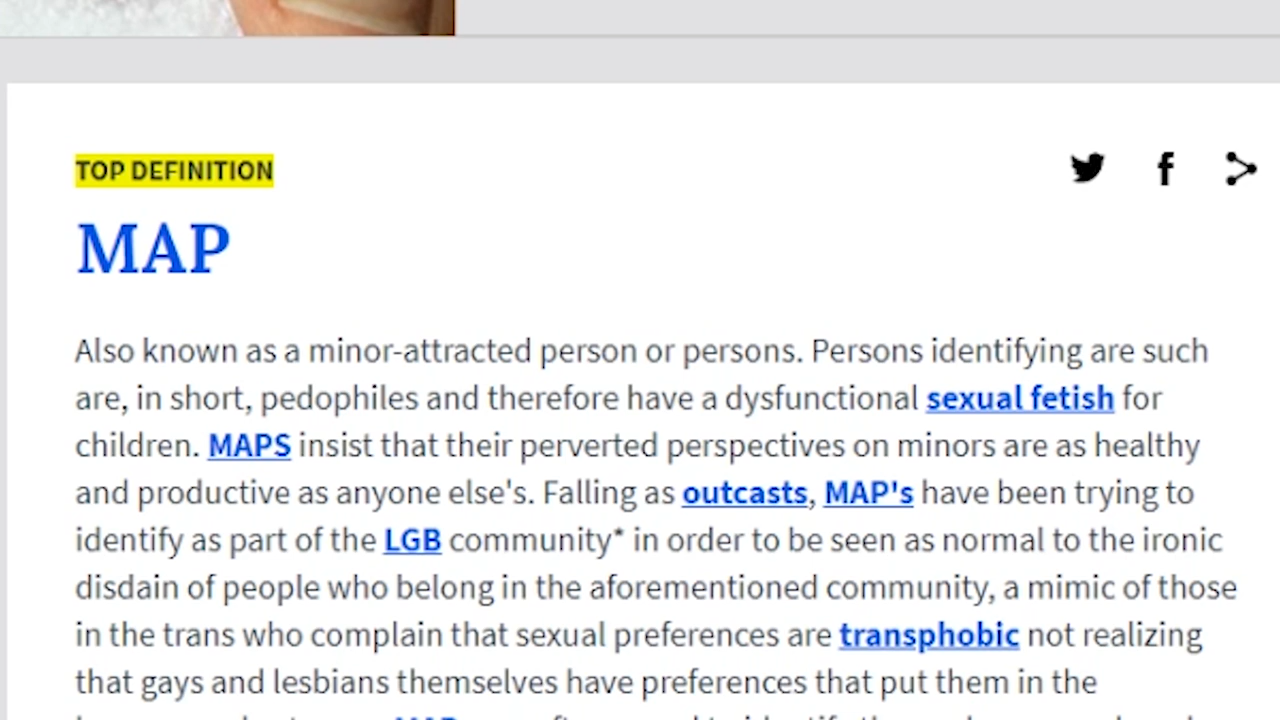 TOP DEFINITION
MAP
Also known as a minor-attracted person or persons. Persons identifying are such
are, in short, pedophiles and therefore have a dysfunctional sexual fetish for
children. MAPS insist that their perverted perspectives on minors are as healthy
and productive as anyone else's. Falling as outcasts, MAP's have been trying to
identify as part of the LGB community* in order to be seen as normal to the ironic
disdain of people who belong in the aforementioned community, a mimic of those
in the trans who complain that sexual preferences are transphobic not realizing
that gays and lesbians themselves have preferences that put them in the